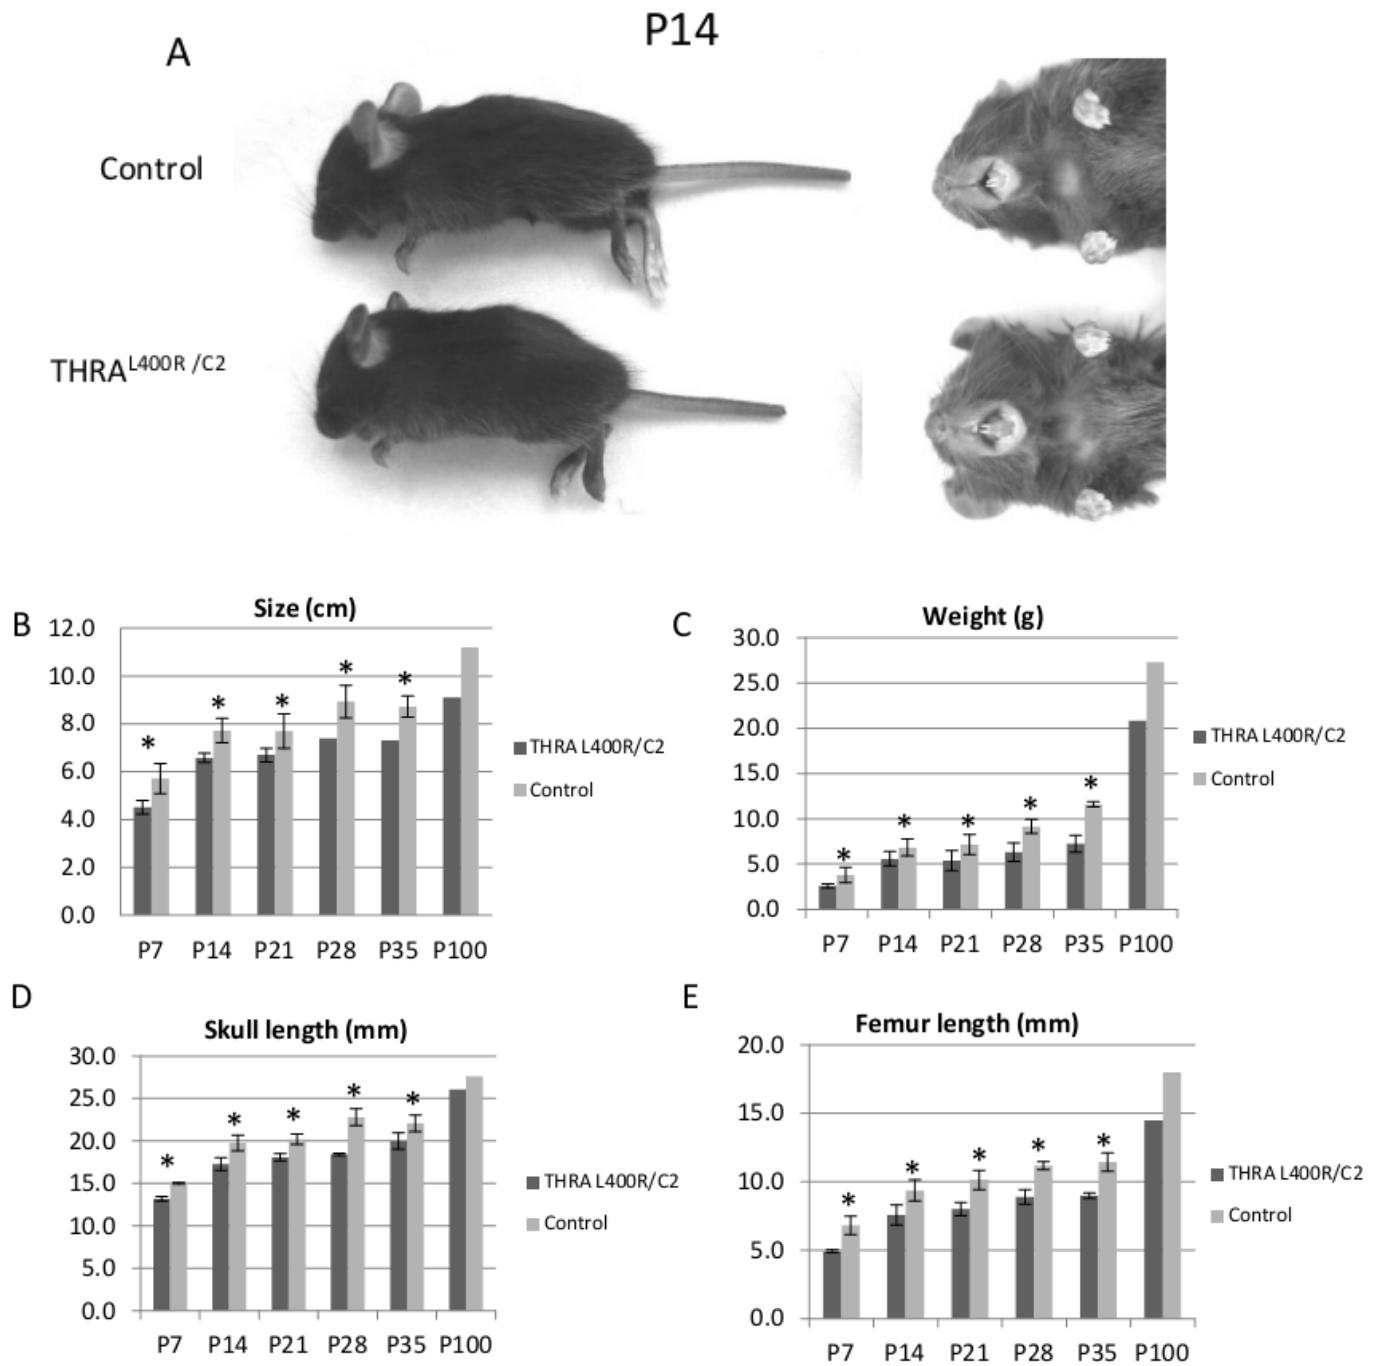 P14
A
Control
THRA^L400R /C2
B
Size (cm)
12.0
10.0
8.0
6.0
4.0
2.0
0.0
* * * * *
P7 P14 P21 P28 P35 P100
THRA L400R/C2
Control
C
Weight (g)
30.0
25.0
20.0
15.0
10.0
5.0
0.0
* * * * *
P7 P14 P21 P28 P35 P100
THRA L400R/C2
Control
D
Skull length (mm)
30.0
25.0
20.0
15.0
10.0
5.0
0.0
* * * * *
P7 P14 P21 P28 P35 P100
THRA L400R/C2
Control
E
Femur length (mm)
20.0
15.0
10.0
5.0
0.0
* * * * *
P7 P14 P21 P28 P35 P100
THRA L400R/C2
Control